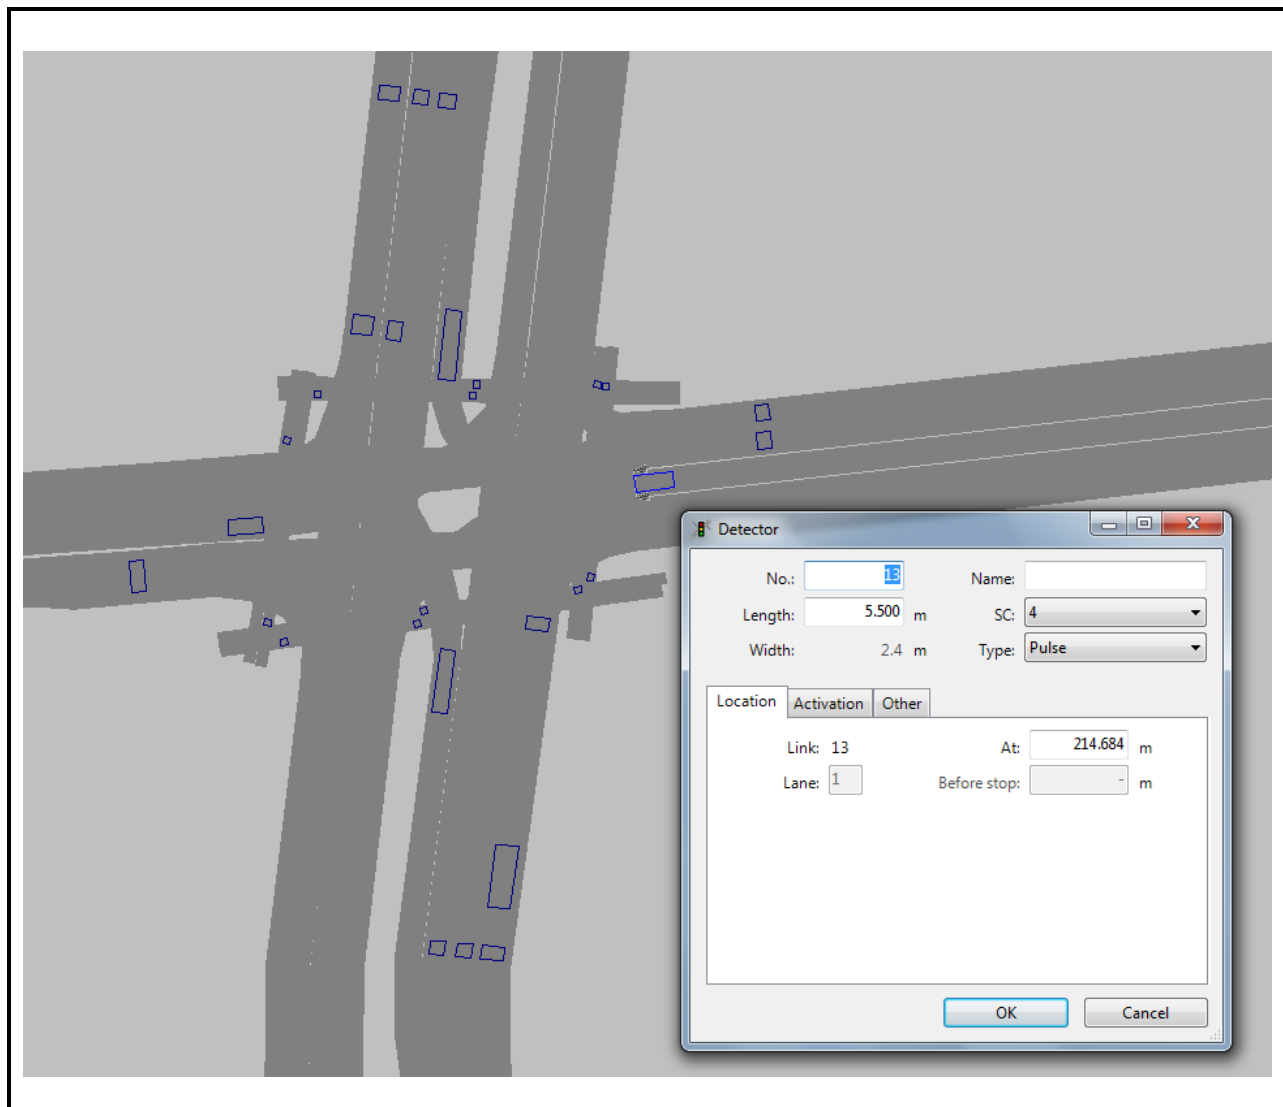 Detector
No.: 13 Name:
Length: 5.500 m SC: 4
Width: 2.4 m Type: Pulse
Location Activation Other
Link: 13 At: 214.684 m
Lane: 1 Before stop: - m
OK Cancel